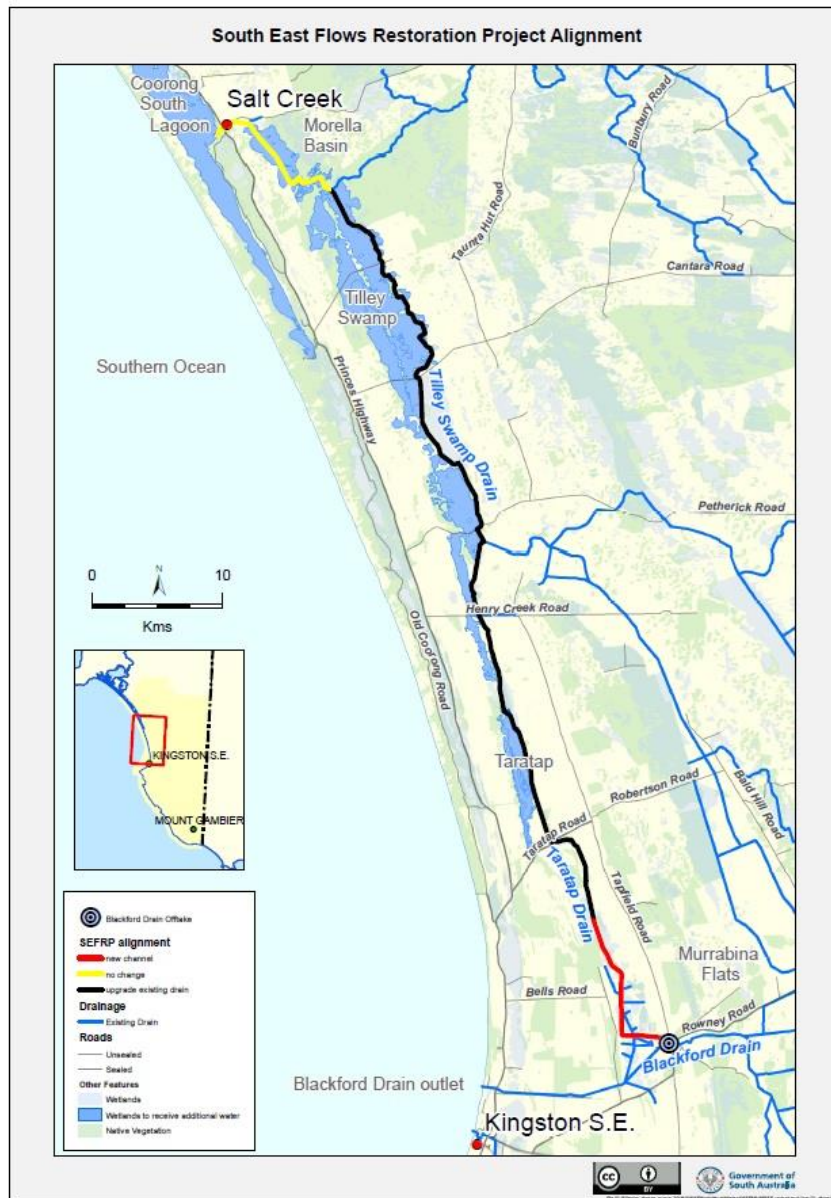 South East Flows Restoration Project Alignment
Coorong
South
Lagoon
Salt Creek
Morella
Basin
Bunbury Road
Taunta Hut Road
Cantara Road
Tilley
Swamp
Southern Ocean
Princes Highway
Tilley Swamp Drain
Petherick Road
0 N 10
Kms
Henry Creek Road
Old Coorong Road
KINGSTON S.E.
MOUNT GAMBIER
Taratap
Robertson Road
Bald Hill Road
Taratap Road
Taratap Drain
Tapfield Road
Murrabina
Flats
Bells Road
Rowney Road
Blackford Drain
Blackford Drain outlet
Kingston S.E.
Blackford Drain Offtake
SEFRP alignment
new channel
no change
upgrade existing drain
Drainage
Existing Drain
Roads
Unsealed
Sealed
Other Features
Wetlands
Wetlands to receive additional water
Native Vegetation
cc
BY
Government of
South Australia